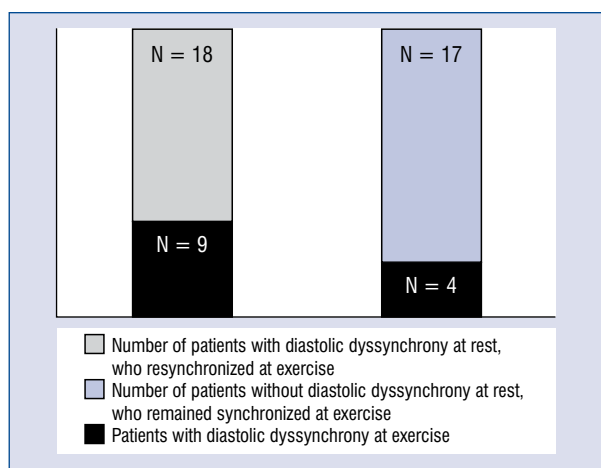 N = 18
N = 17
N = 9
N = 4
Number of patients with diastolic dyssynchrony at rest,
who resynchronized at exercise
Number of patients without diastolic dyssynchrony at rest,
who remained synchronized at exercise
Patients with diastolic dyssynchrony at exercise